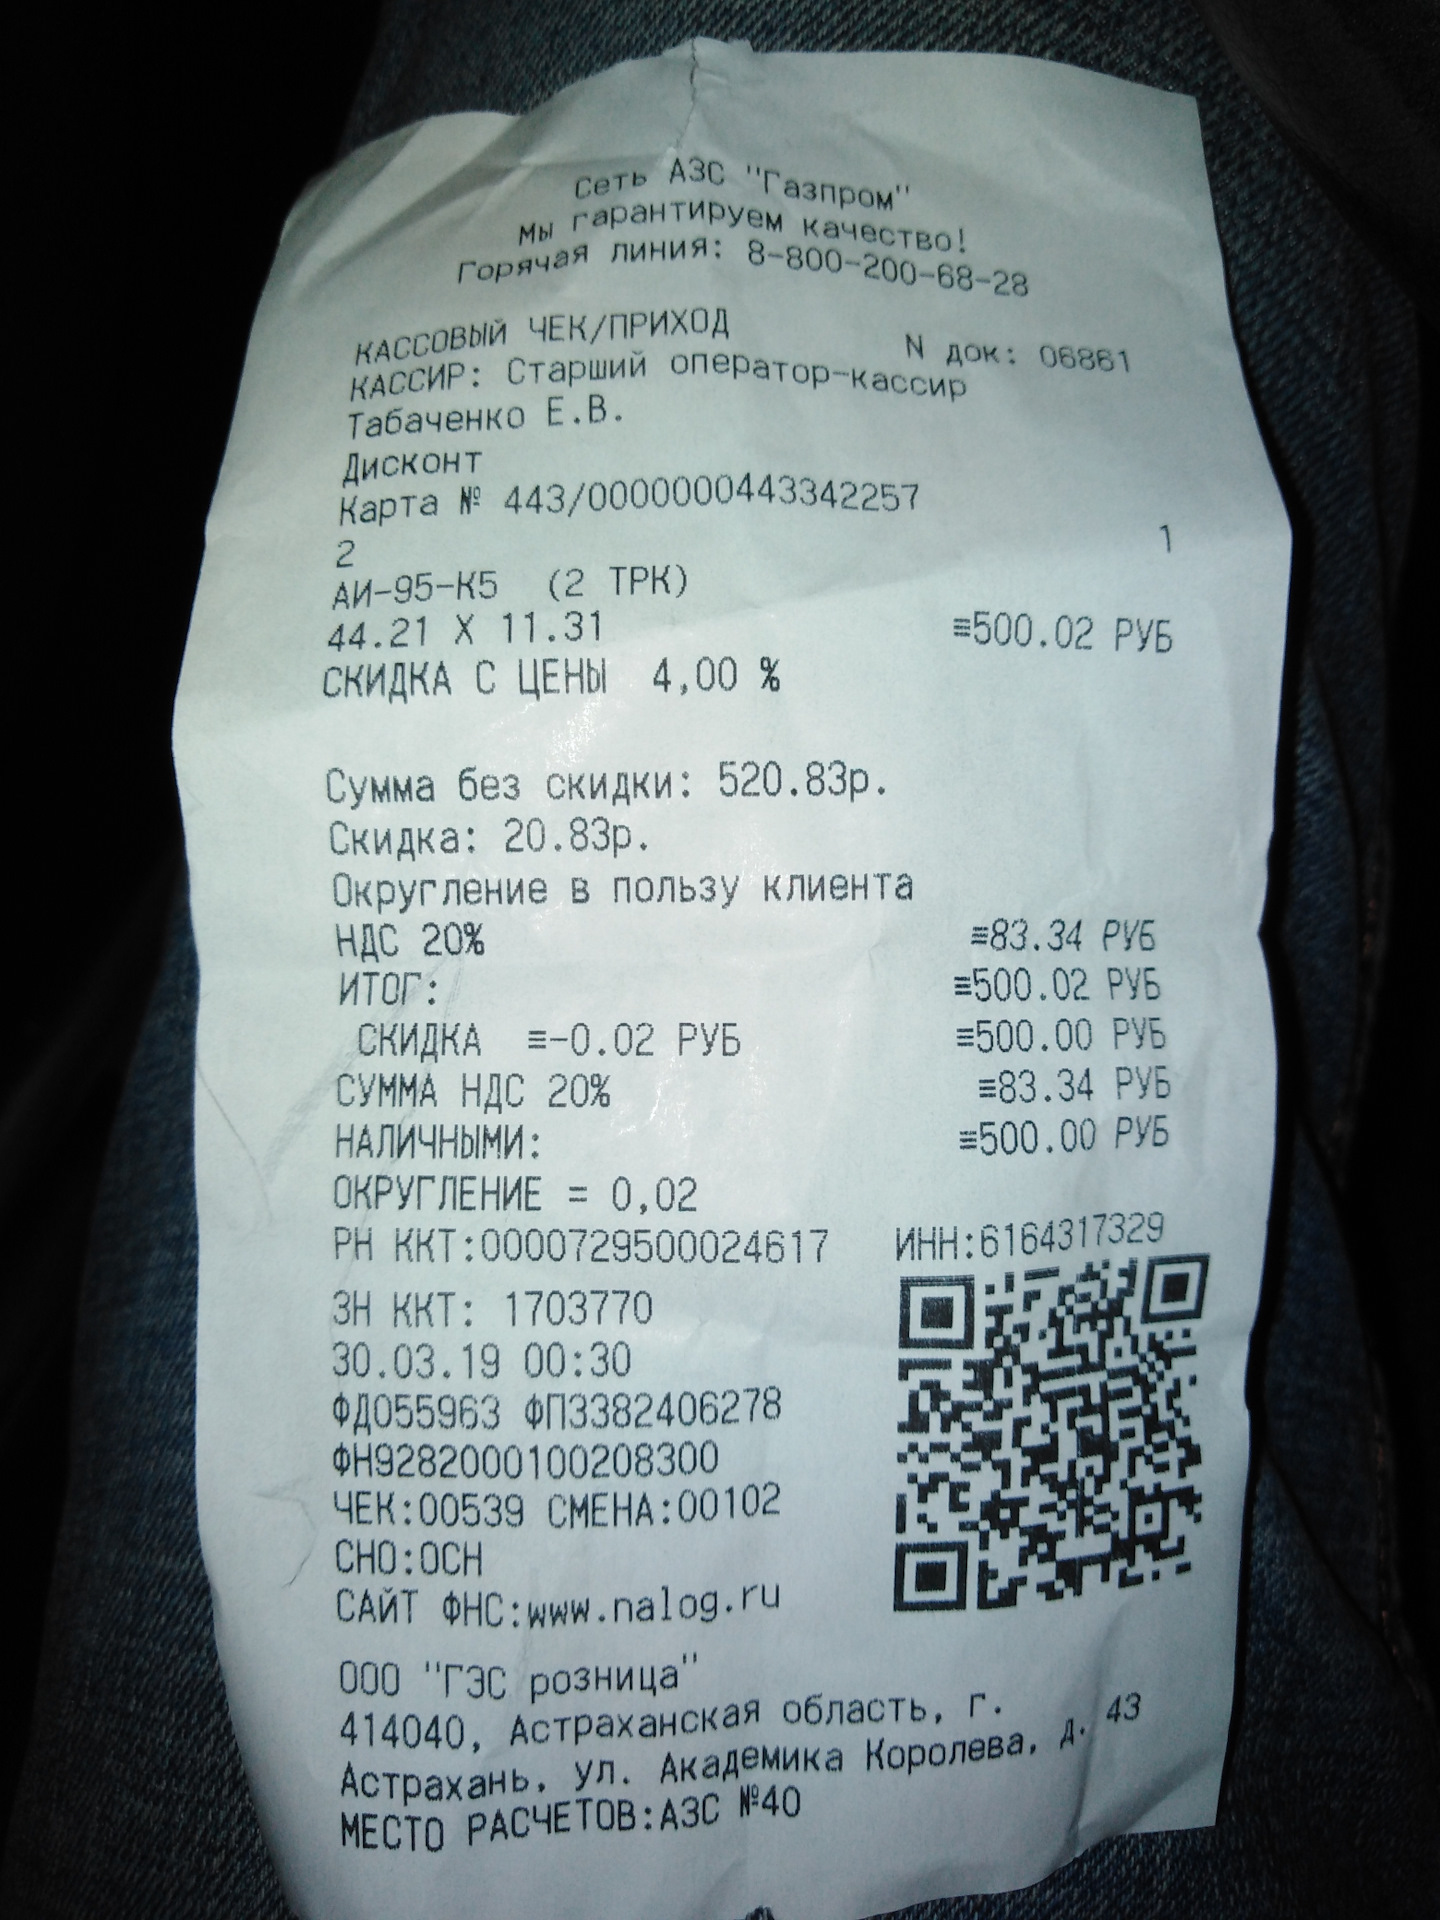 Сеть АЗС "Газпром"
Мы гарантируем качество!
Горячая линия: 8-800-200-68-28
КАССОВЫЙ ЧЕК/ПРИХОД N док: 06861
КАССИР: Старший оператор-кассир
Табаченко Е.В.
Дисконт
Карта № 443/0000000443342257
2 1
АИ-95-К5 (2 ТРК)
44.21 X 11.31 ≡500.02 РУБ
СКИДКА С ЦЕНЫ 4,00 %
Сумма без скидки: 520.83р.
Скидка: 20.83р.
Округление в пользу клиента
НДС 20% ≡83.34 РУБ
ИТОГ: ≡500.02 РУБ
СКИДКА ≡-0.02 РУБ ≡500.00 РУБ
СУММА НДС 20% ≡83.34 РУБ
НАЛИЧНЫМИ: ≡500.00 РУБ
ОКРУГЛЕНИЕ = 0,02
РН ККТ:0000729500024617 ИНН:6164317329
ЗН ККТ: 1703770
30.03.19 00:30
ФД055963 ФП3382406278
ФН9282000100208300
ЧЕК:00539 СМЕНА:00102
СНО:ОСН
САЙТ ФНС:www.nalog.ru
ООО "ГЭС розница"
414040, Астраханская область, г.
Астрахань, ул. Академика Королева, д. 43
МЕСТО РАСЧЕТОВ:АЗС №40